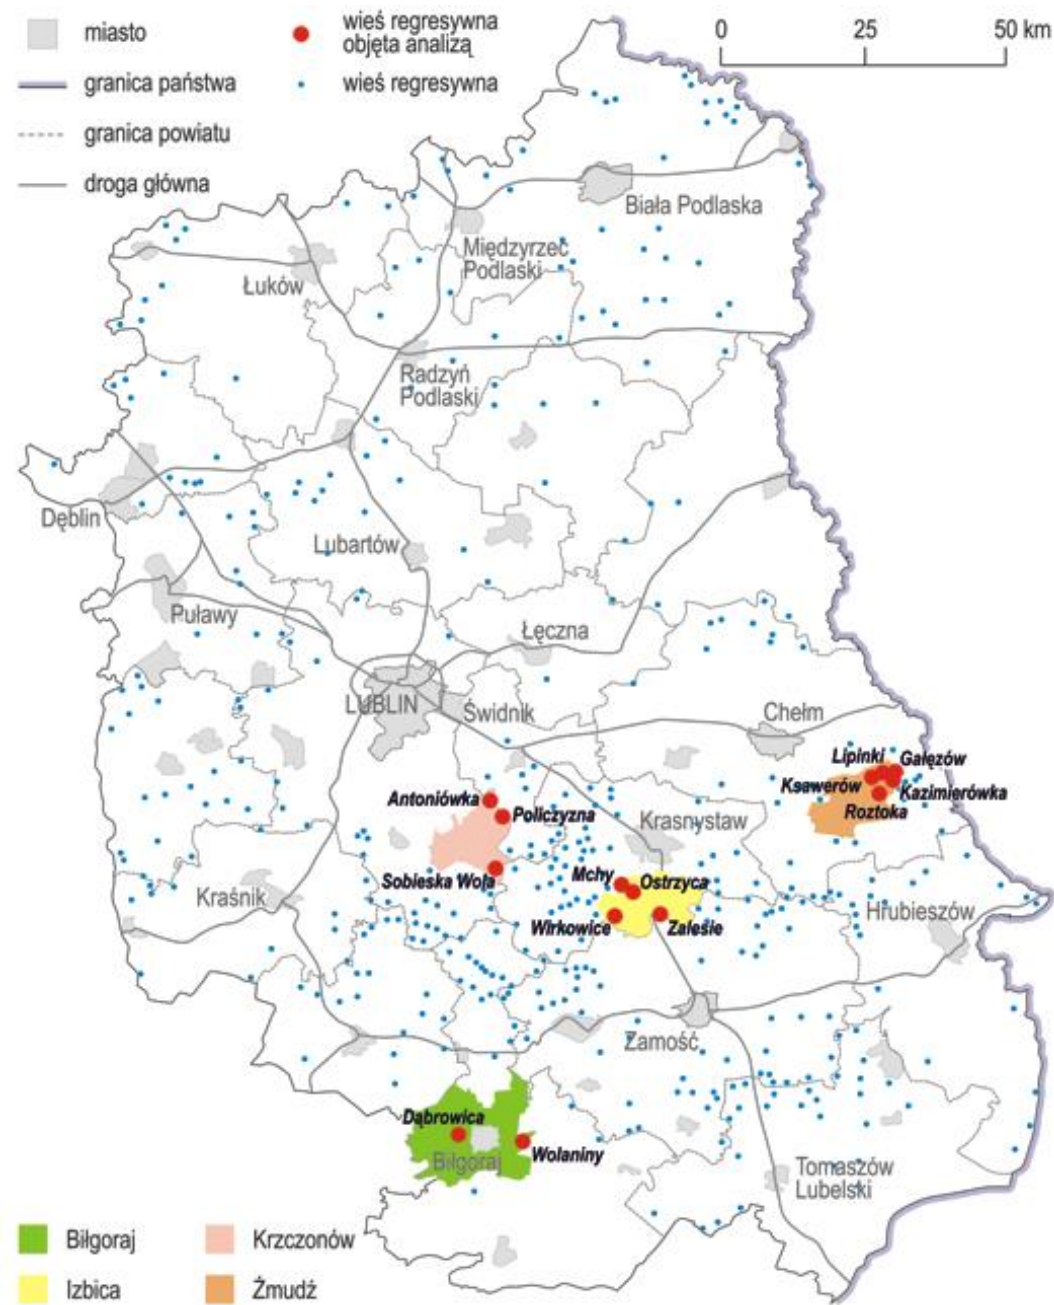 miasto
granica państwa
granica powiatu
droga główna
wieś regresywna
objęta analizą
wieś regresywna
0 25 50 km
Biała Podlaska
Międzyrzec
Podlaski
Łuków
Radzyń
Podlaski
Dęblin
Lubartów
Puławy
Łęczna
LUBLIN
Świdnik
Chełm
Lipinki
Gałęzów
Ksawerów
Kazimierówka
Roztoka
Antoniówka
Policzyzna
Krasnystaw
Sobieska Wola
Mchy
Ostrzyca
Kraśnik
Wirkowice
Zalesie
Hrubieszów
Zamość
Dąbrowica
Wolaniny
Biłgoraj
Tomaszów
Lubelski
Biłgoraj
Krzczonów
Izbica
Żmudź